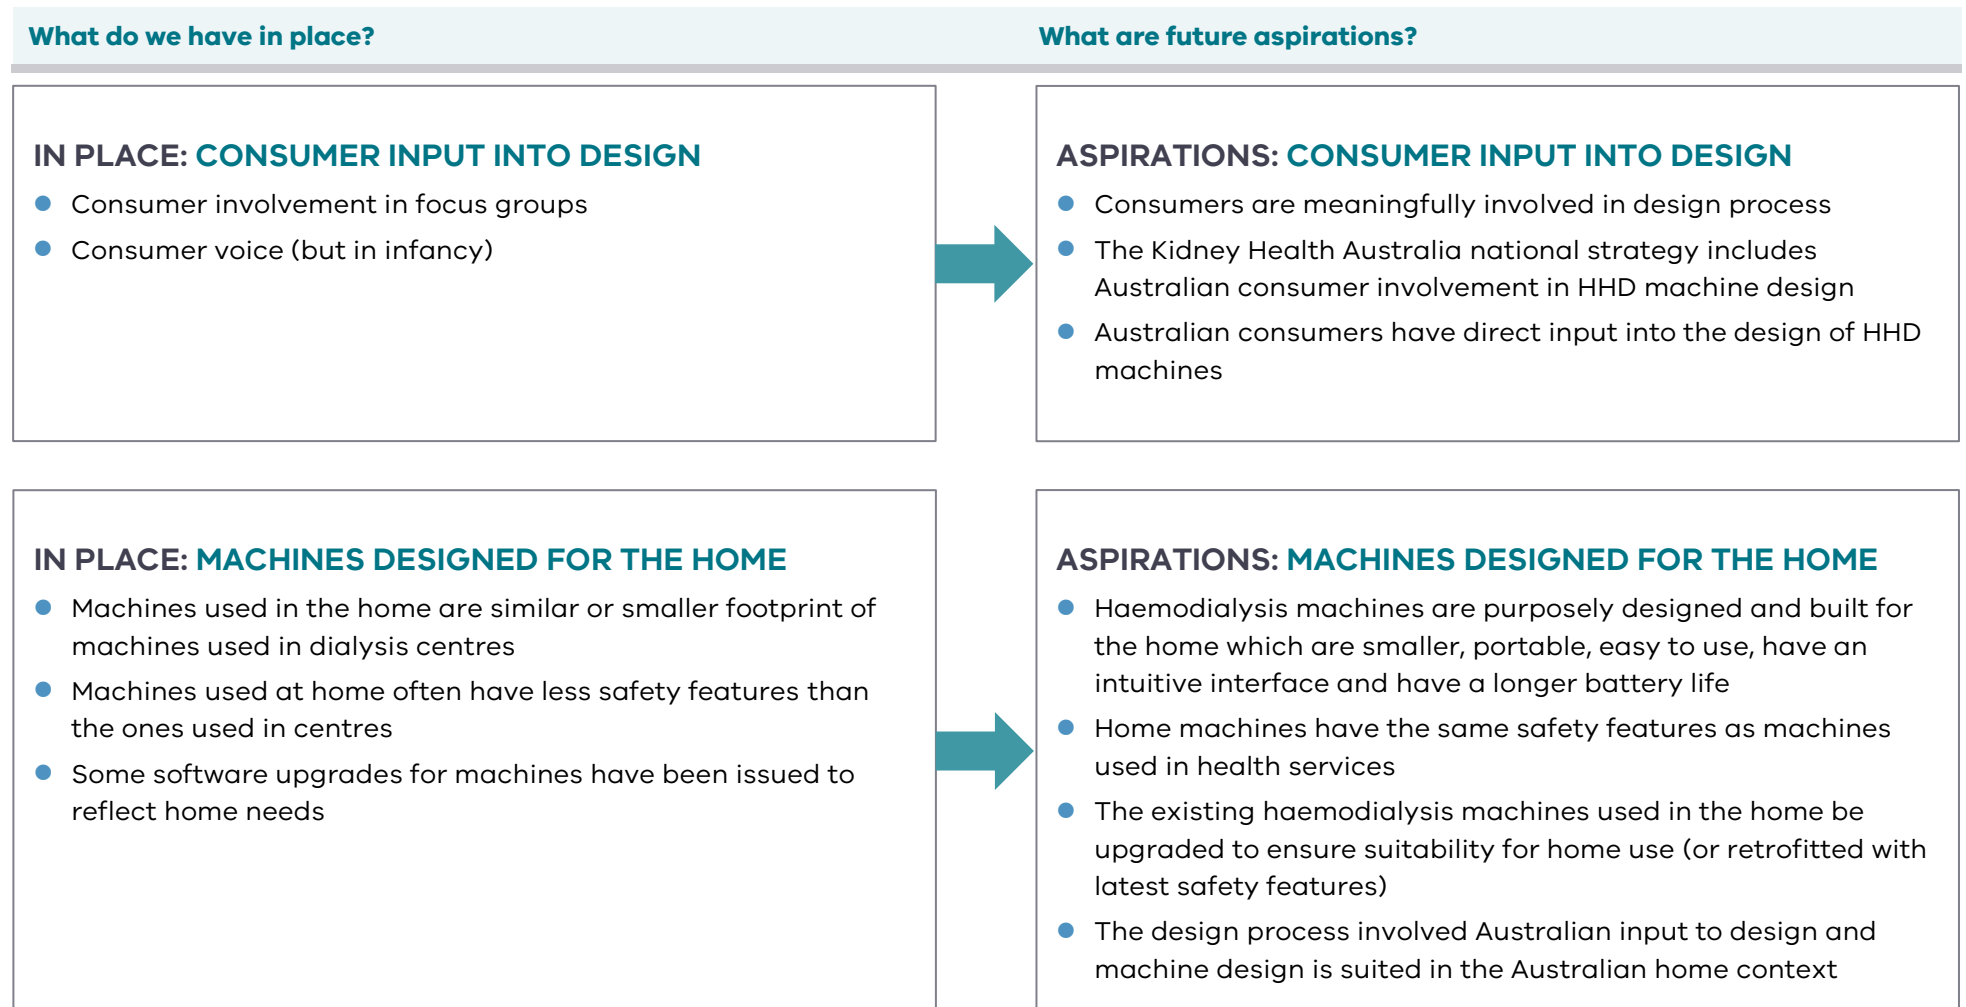 What do we have in place?
What are future aspirations?
IN PLACE: CONSUMER INPUT INTO DESIGN
Consumer involvement in focus groups
Consumer voice (but in infancy)
ASPIRATIONS: CONSUMER INPUT INTO DESIGN
Consumers are meaningfully involved in design process
The Kidney Health Australia national strategy includes
Australian consumer involvement in HHD machine design
Australian consumers have direct input into the design of HHD
machines
IN PLACE: MACHINES DESIGNED FOR THE HOME
Machines used in the home are similar or smaller footprint of
machines used in dialysis centres
Machines used at home often have less safety features than
the ones used in centres
Some software upgrades for machines have been issued to
reflect home needs
ASPIRATIONS: MACHINES DESIGNED FOR THE HOME
Haemodialysis machines are purposely designed and built for
the home which are smaller, portable, easy to use, have an
intuitive interface and have a longer battery life
Home machines have the same safety features as machines
used in health services
The existing haemodialysis machines used in the home be
upgraded to ensure suitability for home use (or retrofitted with
latest safety features)
The design process involved Australian input to design and
machine design is suited in the Australian home context